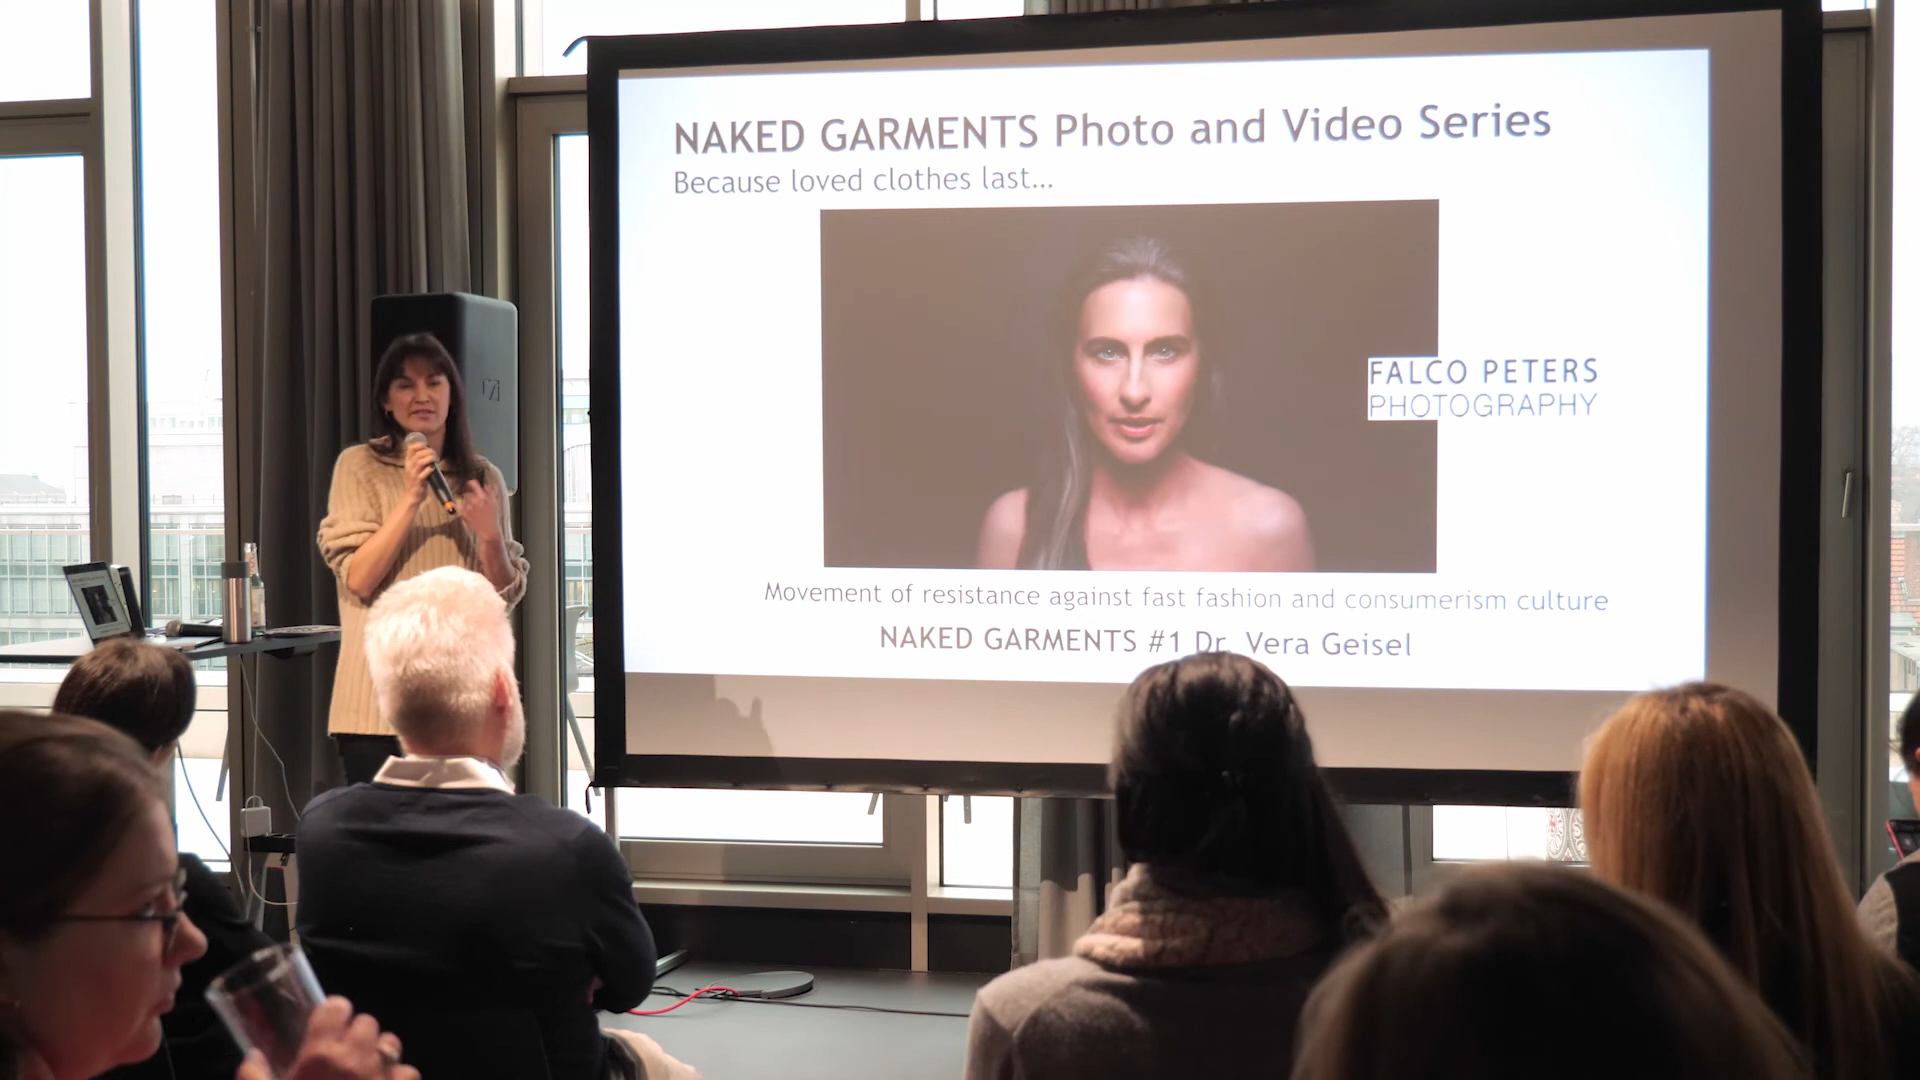 NAKED GARMENTS Photo and Video Series
Because loved clothes last...
FALCO PETERS
PHOTOGRAPHY
Movement of resistance against fast fashion and consumerism culture
NAKED GARMENTS #1 Dr. Vera Geisel